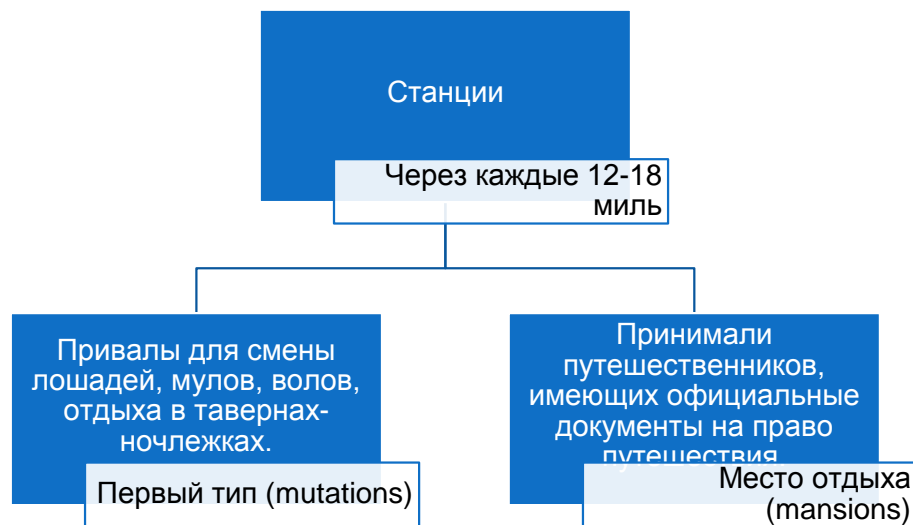 Станции
Через каждые 12-18
миль
Привалы для смены
лошадей, мулов, волов,
отдыха в тавернах-
ночлежках.
Первый тип (mutations)
Принимали
путешественников,
имеющих официальные
документы на право
путешествия.
Место отдыха
(mansions)